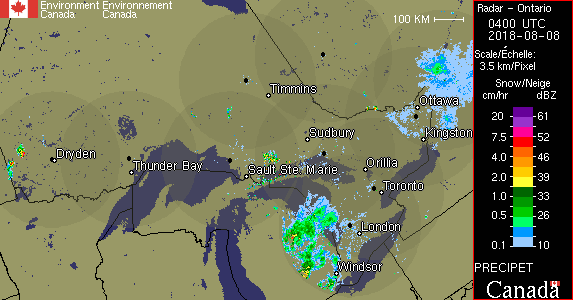 Environment Environnement
Canada Canada
100 KM
Timmins
Ottawa
Kingston
Sudbury
Dryden
Thunder Bay
Sault Ste. Marie
Orillia
Toronto
London
Windsor
Radar - Ontario
0400 UTC
2018-08-08
Scale/Échelle:
3.5 km/Pixel
Snow/Neige
cm/hr dBZ
20 61
7.5 52
4.0 46
2.0 39
1.0 33
0.5 26
0.1 10
PRECIPET
Canada